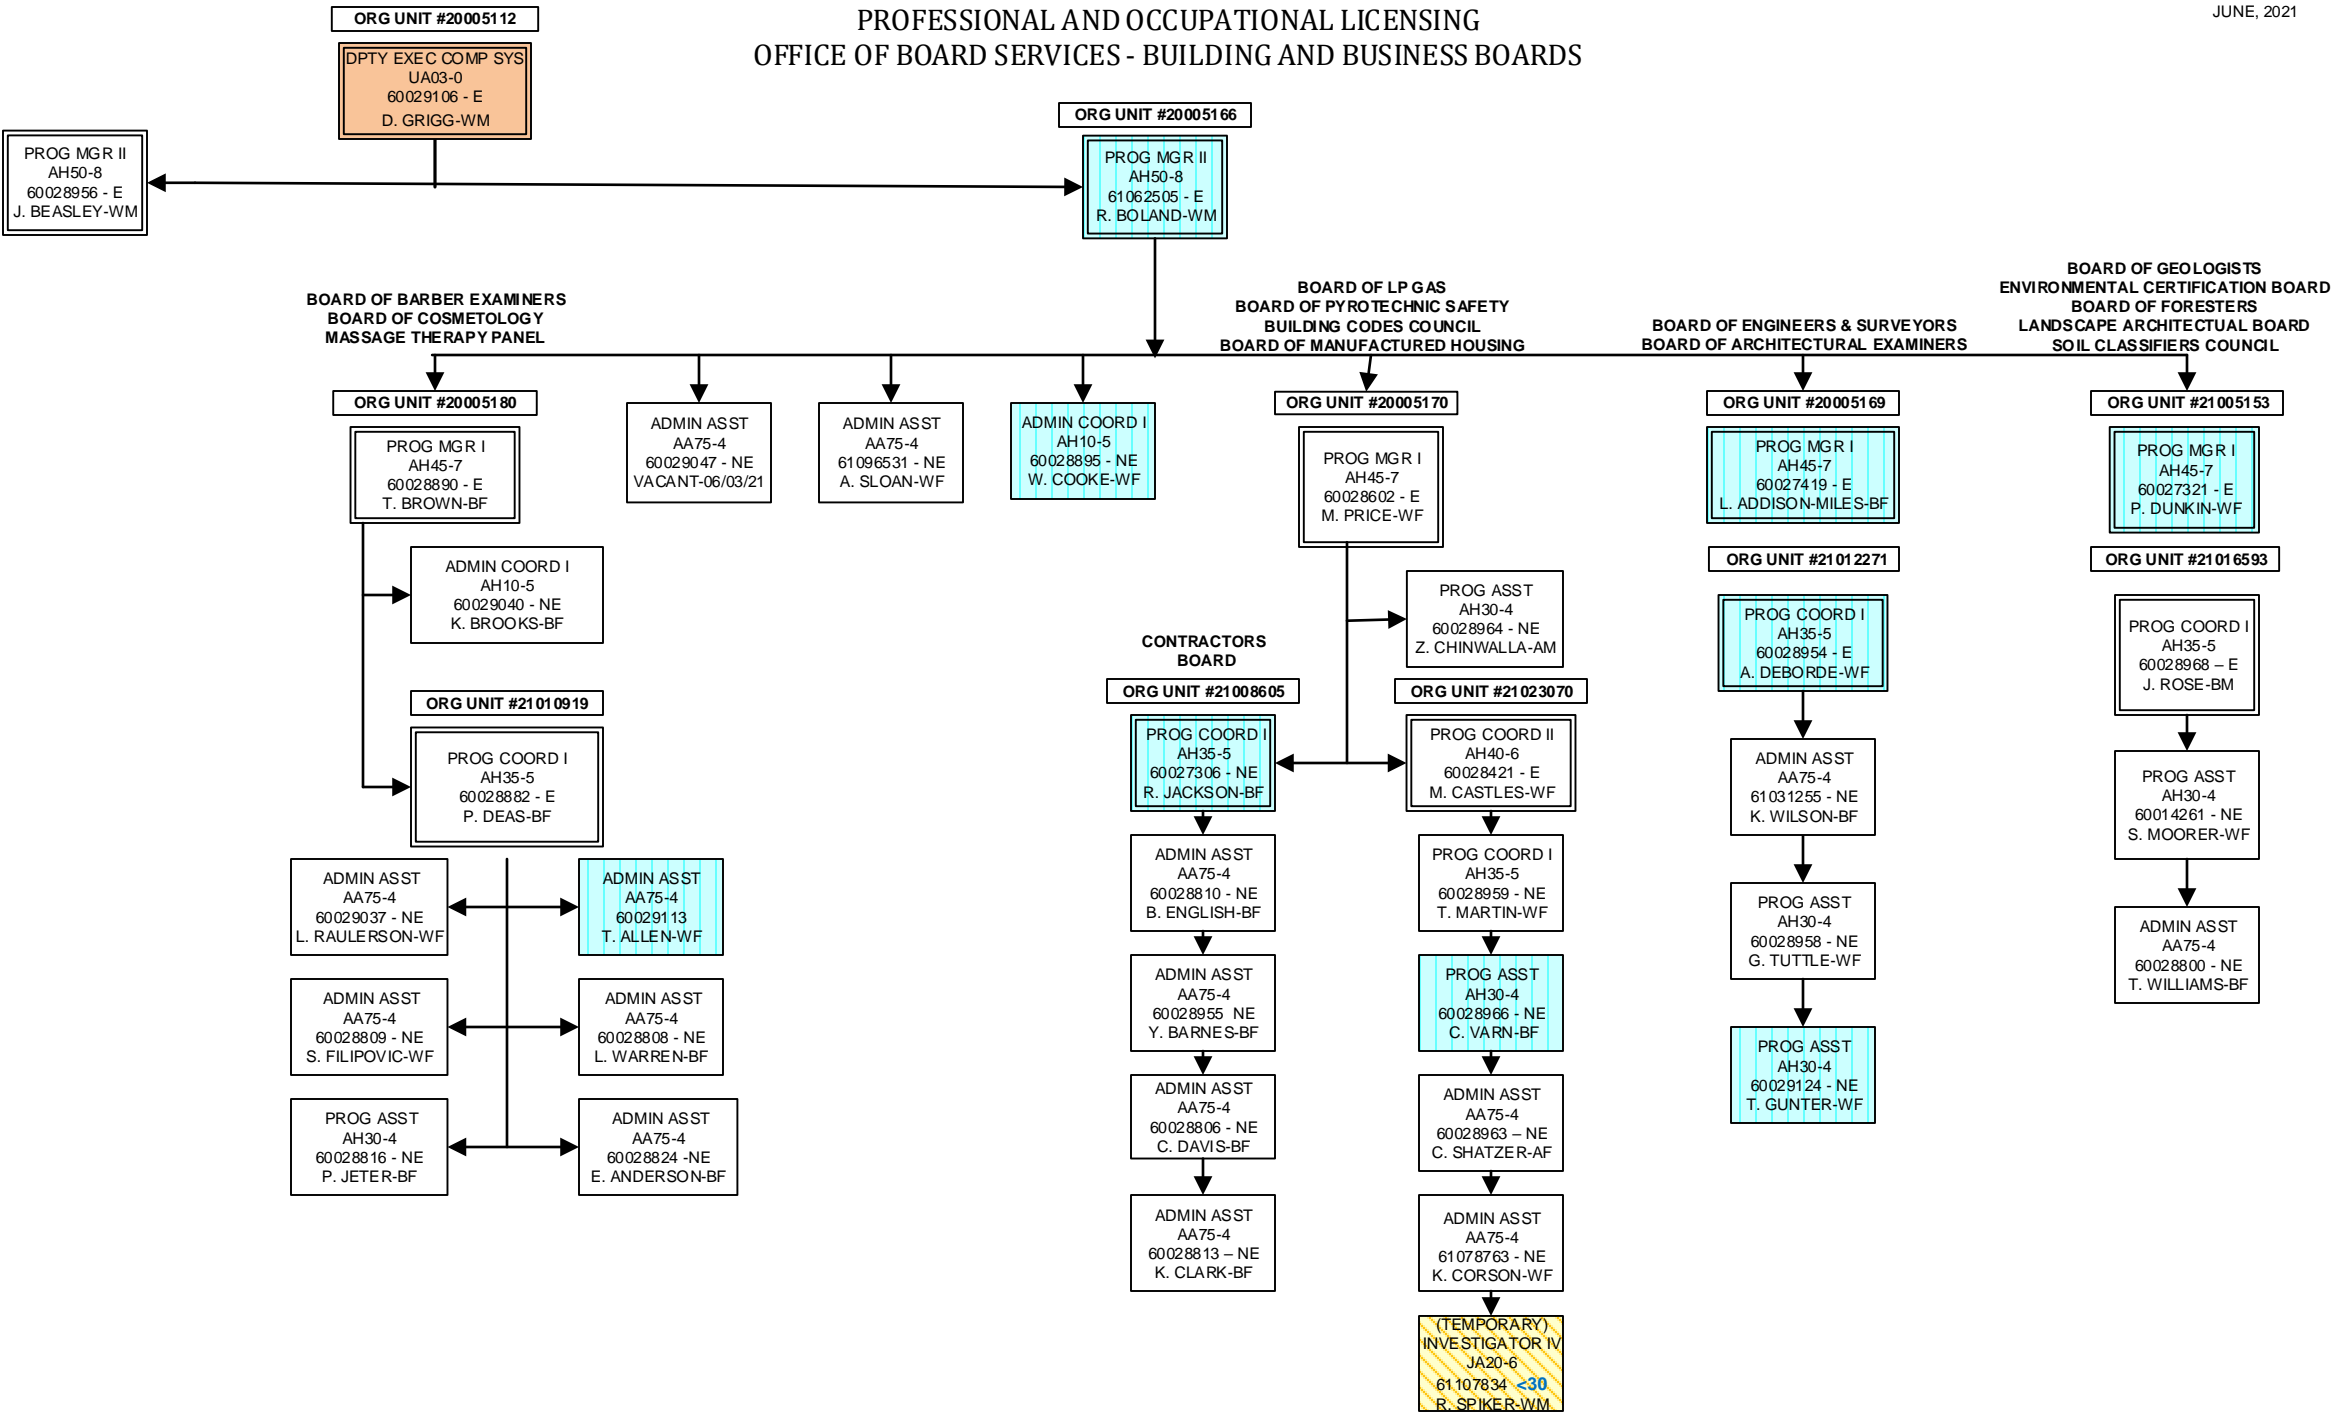 PROFESSIONAL AND OCCUPATIONAL LICENSING
OFFICE OF BOARD SERVICES - BUILDING AND BUSINESS BOARDS
JUNE, 2021
ORG UNIT #20005112
DPTY EXEC COMP SYS
UA03-0
60029106 - E
D. GRIGG-WM
PROG MGR II
AH50-8
60028956 - E
J. BEASLEY-WM
ORG UNIT #20005166
PROG MGR II
AH50-8
61062505 - E
R. BOLAND-WM
BOARD OF BARBER EXAMINERS
BOARD OF COSMETOLOGY
MASSAGE THERAPY PANEL
BOARD OF LP GAS
BOARD OF PYROTECHNIC SAFETY
BUILDING CODES COUNCIL
BOARD OF MANUFACTURED HOUSING
BOARD OF ENGINEERS & SURVEYORS
BOARD OF ARCHITECTURAL EXAMINERS
BOARD OF GEOLOGISTS
ENVIRONMENTAL CERTIFICATION BOARD
BOARD OF FORESTERS
LANDSCAPE ARCHITECTUAL BOARD
SOIL CLASSIFIERS COUNCIL
ORG UNIT #20005180
PROG MGR I
AH45-7
60028890 - E
T. BROWN-BF
ADMIN ASST
AA75-4
60029047 - NE
VACANT-06/03/21
ADMIN ASST
AA75-4
61096531 - NE
A. SLOAN-WF
ADMIN COORD I
AH10-5
60028895 - NE
W. COOKE-WF
ORG UNIT #20005170
PROG MGR I
AH45-7
60028602 - E
M. PRICE-WF
ORG UNIT #20005169
PROG MGR I
AH45-7
60027419 - E
L. ADDISON-MILES-BF
ORG UNIT #21005153
PROG MGR I
AH45-7
60027321 - E
P. DUNKIN-WF
ADMIN COORD I
AH10-5
60029040 - NE
K. BROOKS-BF
ORG UNIT #21010919
PROG COORD I
AH35-5
60028882 - E
P. DEAS-BF
ADMIN ASST
AA75-4
60029037 - NE
L. RAULERSON-WF
ADMIN ASST
AA75-4
60029113
T. ALLEN-WF
ADMIN ASST
AA75-4
60028809 - NE
S. FILIPOVIC-WF
ADMIN ASST
AA75-4
60028808 - NE
L. WARREN-BF
PROG ASST
AH30-4
60028816 - NE
P. JETER-BF
ADMIN ASST
AA75-4
60028824 -NE
E. ANDERSON-BF
PROG ASST
AH30-4
60028964 - NE
Z. CHINWALLA-AM
CONTRACTORS
BOARD
ORG UNIT #21008605
PROG COORD I
AH35-5
60027306 - NE
R. JACKSON-BF
ADMIN ASST
AA75-4
60028810 - NE
B. ENGLISH-BF
ADMIN ASST
AA75-4
60028955 NE
Y. BARNES-BF
ADMIN ASST
AA75-4
60028806 - NE
C. DAVIS-BF
ADMIN ASST
AA75-4
60028813 – NE
K. CLARK-BF
ORG UNIT #21023070
PROG COORD II
AH40-6
60028421 - E
M. CASTLES-WF
PROG COORD I
AH35-5
60028959 - NE
T. MARTIN-WF
PROG ASST
AH30-4
60028966 - NE
C. VARN-BF
ADMIN ASST
AA75-4
60028963 – NE
C. SHATZER-AF
ADMIN ASST
AA75-4
61078763 - NE
K. CORSON-WF
(TEMPORARY)
INVESTIGATOR IV
JA20-6
61107834 <30
R. SPIKER-WM
ORG UNIT #21012271
PROG COORD I
AH35-5
60028954 - E
A. DEBORDE-WF
ADMIN ASST
AA75-4
61031255 - NE
K. WILSON-BF
PROG ASST
AH30-4
60028958 - NE
G. TUTTLE-WF
PROG ASST
AH30-4
60029124 - NE
T. GUNTER-WF
ORG UNIT #21016593
PROG COORD I
AH35-5
60028968 – E
J. ROSE-BM
PROG ASST
AH30-4
60014261 - NE
S. MOORER-WF
ADMIN ASST
AA75-4
60028800 - NE
T. WILLIAMS-BF